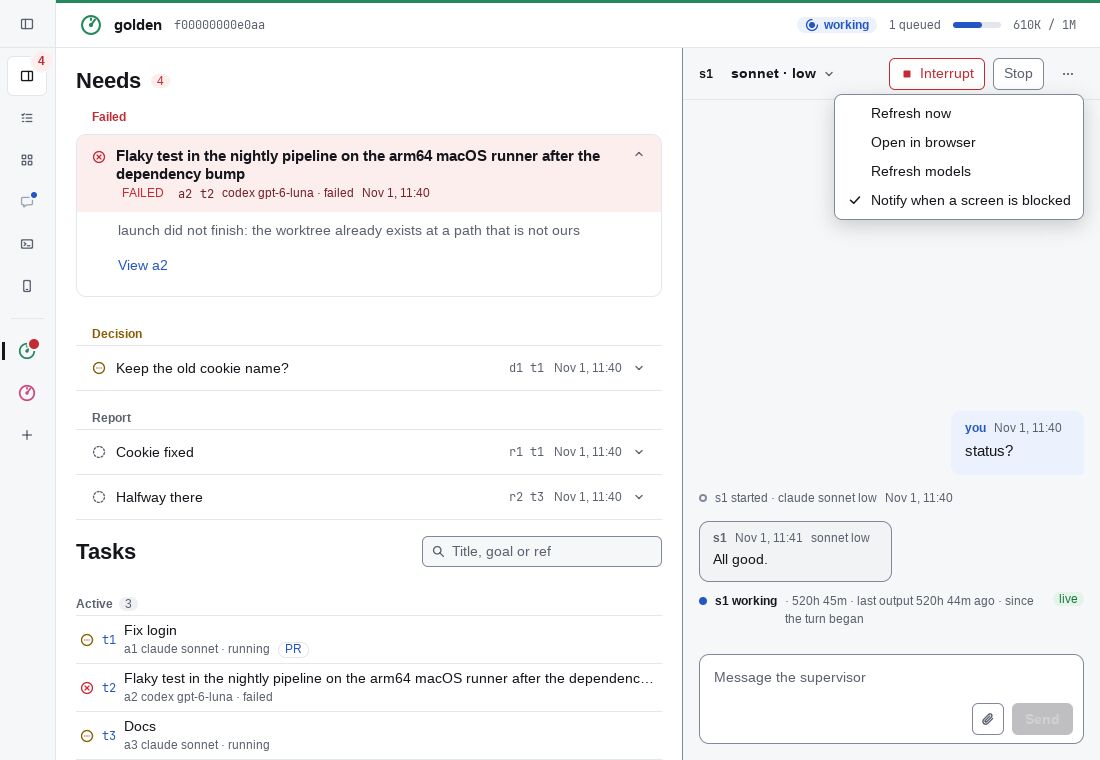 golden f00000000e0aa
working 1 queued 610K / 1M
4
Needs 4
Failed
Flaky test in the nightly pipeline on the arm64 macOS runner after the
dependency bump
FAILED a2 t2 codex gpt-6-luna · failed Nov 1, 11:40
launch did not finish: the worktree already exists at a path that is not ours
View a2
Decision
Keep the old cookie name? d1 t1 Nov 1, 11:40
Report
Cookie fixed r1 t1 Nov 1, 11:40
Halfway there r2 t3 Nov 1, 11:40
Tasks
Title, goal or ref
Active 3
t1 Fix login
a1 claude sonnet · running PR
t2 Flaky test in the nightly pipeline on the arm64 macOS runner after the dependenc…
a2 codex gpt-6-luna · failed
t3 Docs
a3 claude sonnet · running
s1 sonnet · low Interrupt Stop
Refresh now
Open in browser
Refresh models
Notify when a screen is blocked
you Nov 1, 11:40
status?
s1 started · claude sonnet low Nov 1, 11:40
s1 Nov 1, 11:41 sonnet low
All good.
s1 working · 520h 45m · last output 520h 44m ago · since
the turn began
live
Message the supervisor
Send